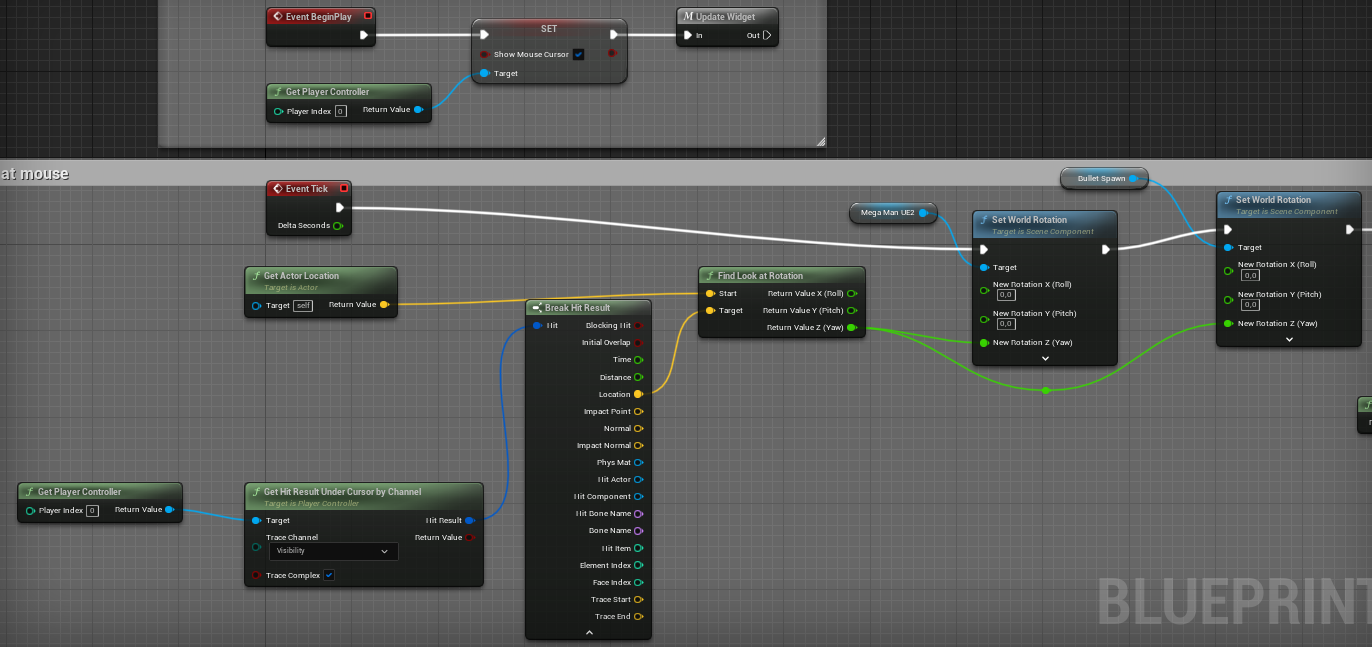 Event BeginPlay
SET
Show Mouse Cursor
Target
Update Widget
In
Out
Get Player Controller
Player Index
0
Return Value
at mouse
Event Tick
Delta Seconds
Get Actor Location
Target is Actor
Target
self
Return Value
Get Player Controller
Player Index
0
Return Value
Get Hit Result Under Cursor by Channel
Target is Player Controller
Target
Hit Result
Trace Channel
Return Value
Visibility
Trace Complex
Break Hit Result
Hit
Blocking Hit
Initial Overlap
Time
Distance
Location
Impact Point
Normal
Impact Normal
Phys Mat
Hit Actor
Hit Component
Hit Bone Name
Bone Name
Hit Item
Element Index
Face Index
Trace Start
Trace End
Find Look at Rotation
Start
Return Value X (Roll)
Target
Return Value Y (Pitch)
Return Value Z (Yaw)
Mega Man UE2
Set World Rotation
Target is Scene Component
Target
New Rotation X (Roll)
0,0
New Rotation Y (Pitch)
0,0
New Rotation Z (Yaw)
Bullet Spawn
Set World Rotation
Target is Scene Component
Target
New Rotation X (Roll)
0,0
New Rotation Y (Pitch)
0,0
New Rotation Z (Yaw)
BLUEPRINT